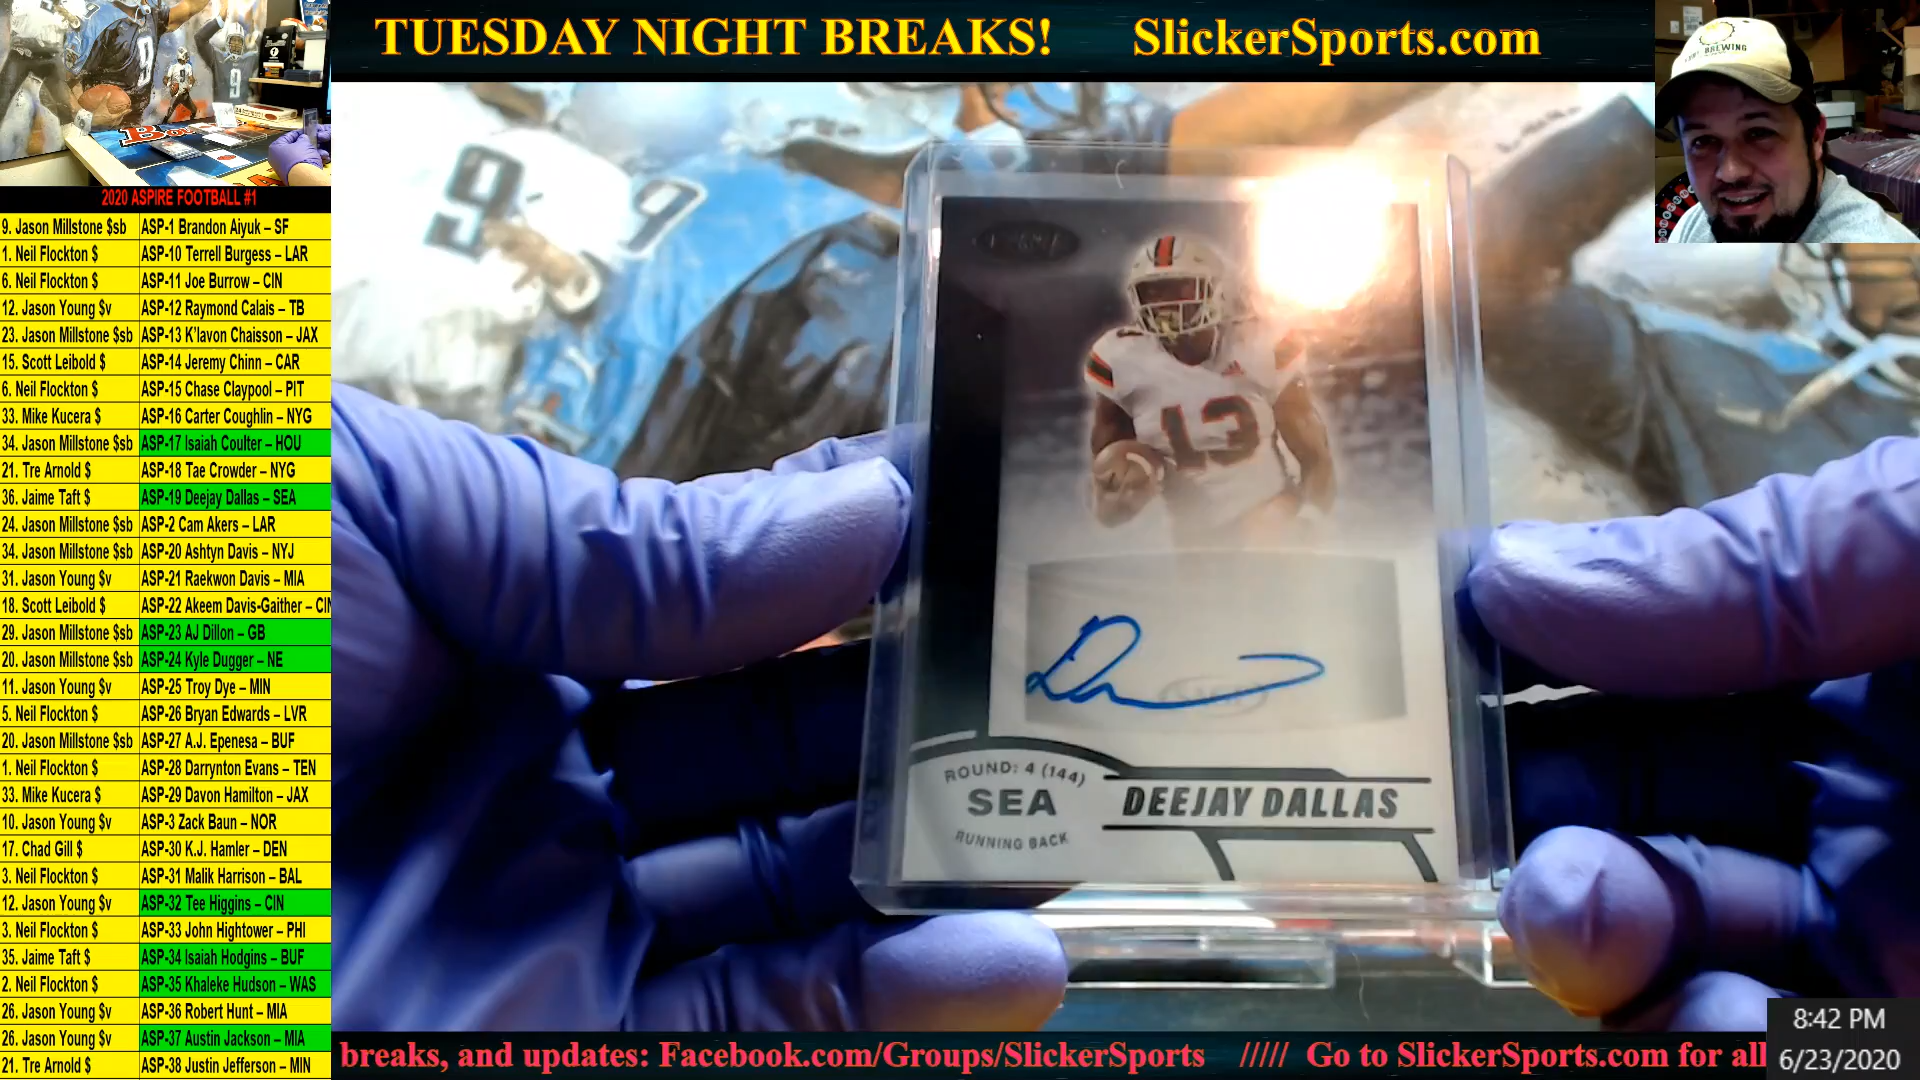 TUESDAY NIGHT BREAKS! SlickerSports.com
BREWING
9
9
2020 ASPIRE FOOTBALL #1
9. Jason Millstone $sb ASP-1 Brandon Aiyuk – SF
1. Neil Flockton $ ASP-10 Terrell Burgess – LAR
6. Neil Flockton $ ASP-11 Joe Burrow – CIN
12. Jason Young $v ASP-12 Raymond Calais – TB
23. Jason Millstone $sb ASP-13 K'lavon Chaisson – JAX
15. Scott Leibold $ ASP-14 Jeremy Chinn – CAR
6. Neil Flockton $ ASP-15 Chase Claypool – PIT
33. Mike Kucera $ ASP-16 Carter Coughlin – NYG
34. Jason Millstone $sb ASP-17 Isaiah Coulter – HOU
21. Tre Arnold $ ASP-18 Tae Crowder – NYG
36. Jaime Taft $ ASP-19 Deejay Dallas – SEA
24. Jason Millstone $sb ASP-2 Cam Akers – LAR
34. Jason Millstone $sb ASP-20 Ashtyn Davis – NYJ
31. Jason Young $v ASP-21 Raekwon Davis – MIA
18. Scott Leibold $ ASP-22 Akeem Davis-Gaither – CIN
29. Jason Millstone $sb ASP-23 AJ Dillon – GB
20. Jason Millstone $sb ASP-24 Kyle Dugger – NE
11. Jason Young $v ASP-25 Troy Dye – MIN
5. Neil Flockton $ ASP-26 Bryan Edwards – LVR
20. Jason Millstone $sb ASP-27 A.J. Epenesa – BUF
1. Neil Flockton $ ASP-28 Darrynton Evans – TEN
33. Mike Kucera $ ASP-29 Davon Hamilton – JAX
10. Jason Young $v ASP-3 Zack Baun – NOR
17. Chad Gill $ ASP-30 K.J. Hamler – DEN
3. Neil Flockton $ ASP-31 Malik Harrison – BAL
12. Jason Young $v ASP-32 Tee Higgins – CIN
3. Neil Flockton $ ASP-33 John Hightower – PHI
35. Jaime Taft $ ASP-34 Isaiah Hodgins – BUF
2. Neil Flockton $ ASP-35 Khaleke Hudson – WAS
26. Jason Young $v ASP-36 Robert Hunt – MIA
26. Jason Young $v ASP-37 Austin Jackson – MIA
21. Tre Arnold $ ASP-38 Justin Jefferson – MIN
9 9
13
ROUND: 4 (144)
SEA DEEJAY DALLAS
RUNNING BACK
breaks, and updates: Facebook.com/Groups/SlickerSports ///// Go to SlickerSports.com for all
8:42 PM
6/23/2020